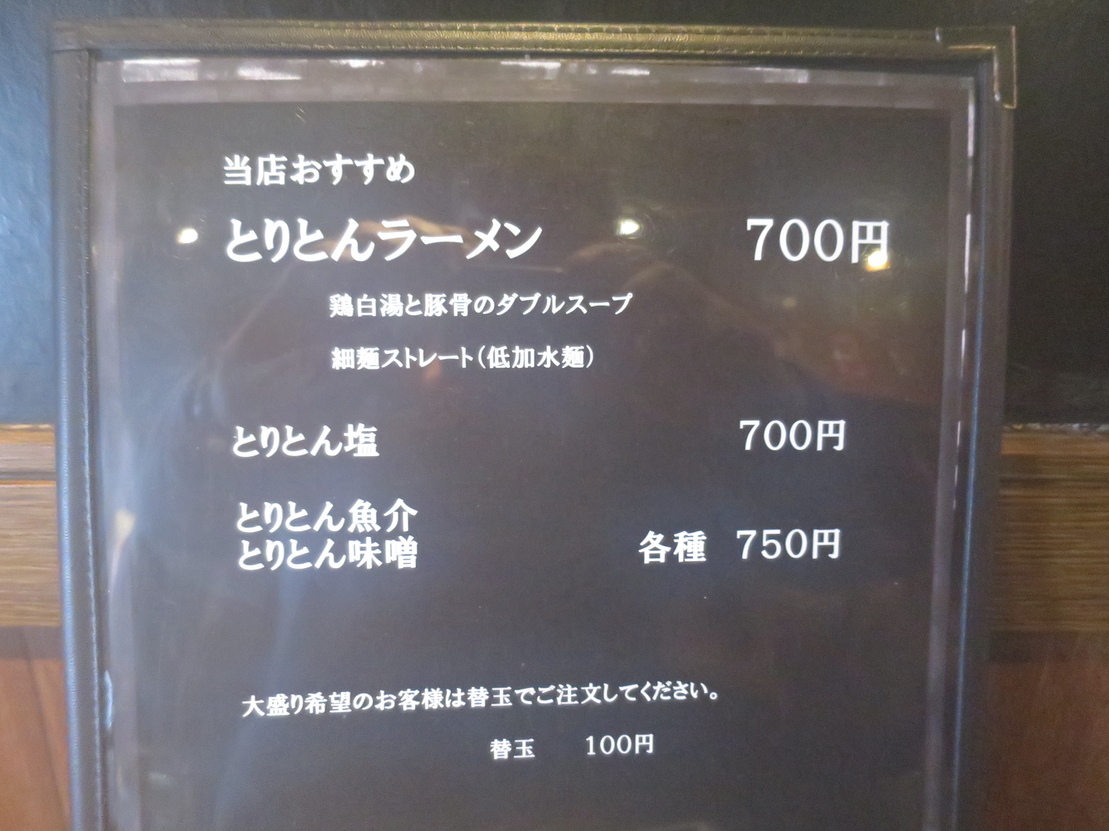 当店おすすめ
とりとんラーメン 700円
鶏白湯と豚骨のダブルスープ
細麺ストレート（低加水麺）
とりとん塩 700円
とりとん魚介
とりとん味噌 各種 750円
大盛り希望のお客様は替玉でご注文してください。
替玉 100円